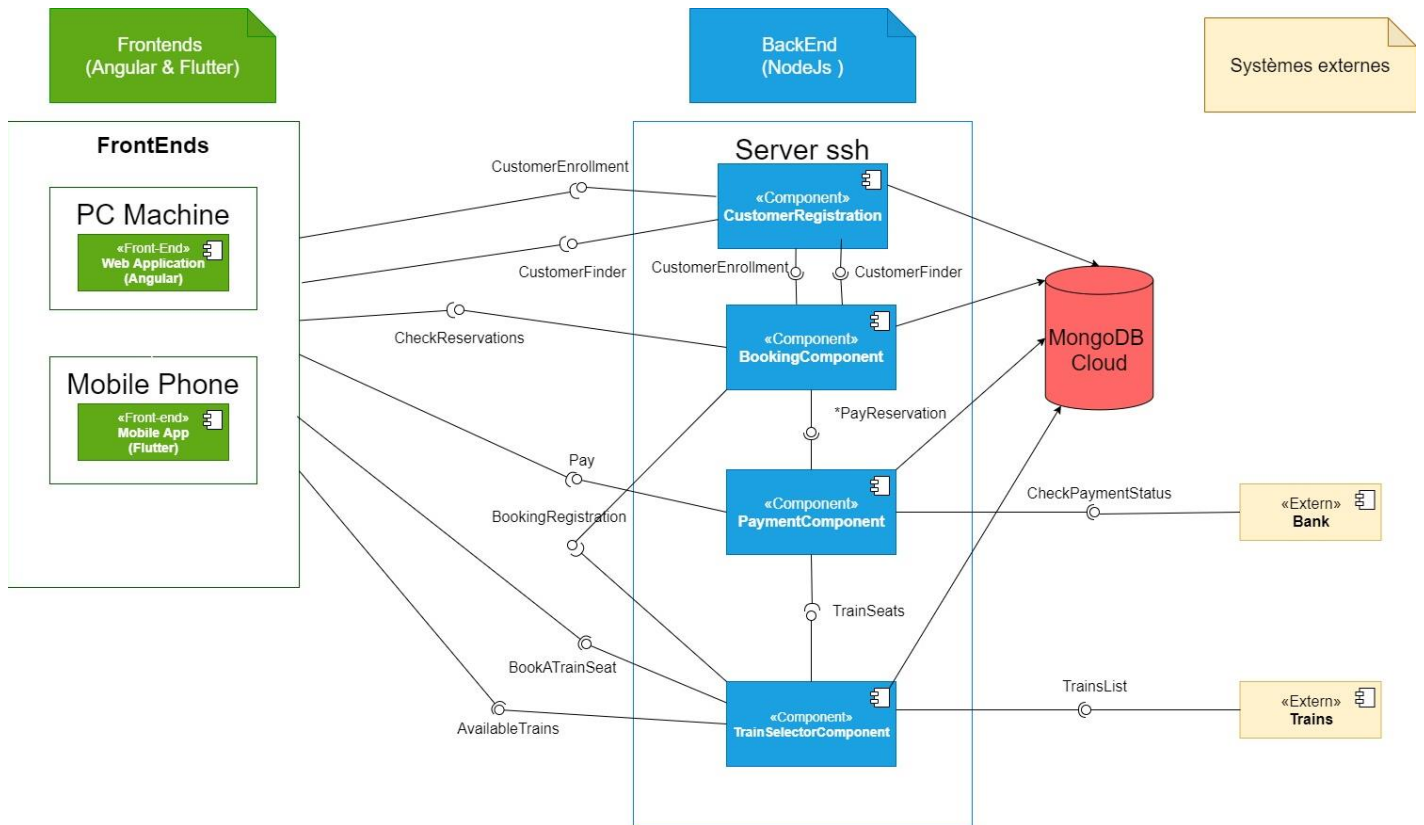 Frontends
(Angular & Flutter)
BackEnd
(NodeJs )
Systèmes externes
FrontEnds
PC Machine
«Front-End»
Web Application
(Angular)
Mobile Phone
«Front-end»
Mobile App
(Flutter)
CustomerEnrollment
CustomerFinder
CheckReservations
Pay
BookingRegistration
BookATrainSeat
AvailableTrains
Server ssh
«Component»
CustomerRegistration
CustomerEnrollment
CustomerFinder
«Component»
BookingComponent
*PayReservation
«Component»
PaymentComponent
TrainSeats
«Component»
TrainSelectorComponent
MongoDB
Cloud
CheckPaymentStatus
«Extern»
Bank
TrainsList
«Extern»
Trains